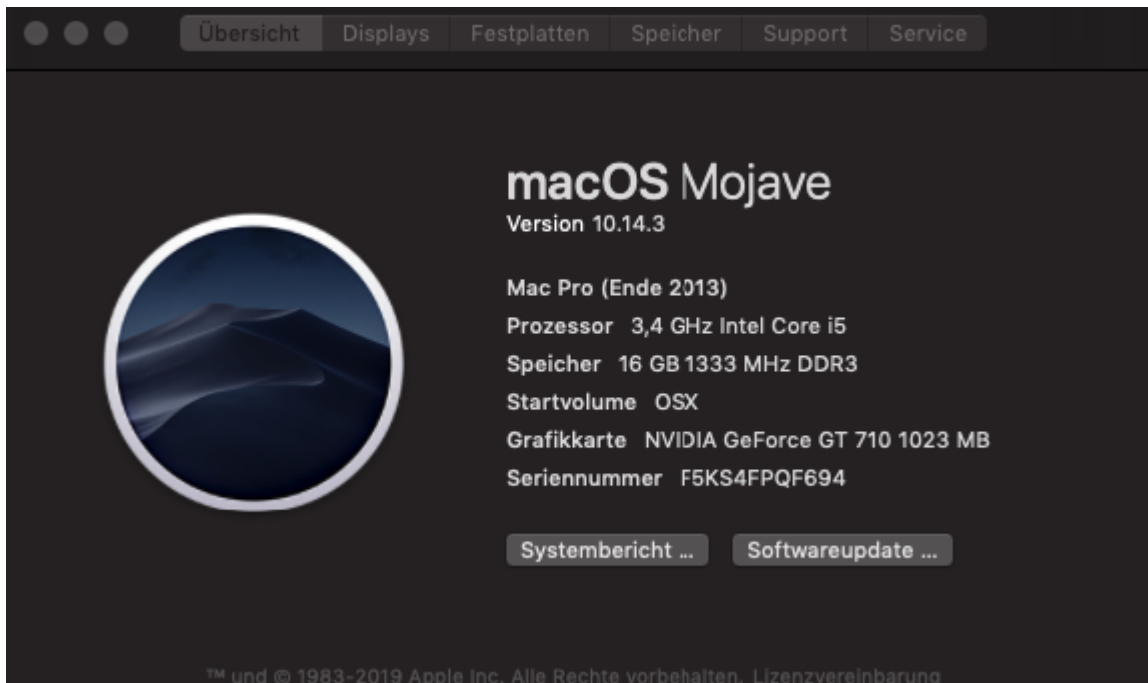 Übersicht Displays Festplatten Speicher Support Service
macOS Mojave
Version 10.14.3
Mac Pro (Ende 2013)
Prozessor 3,4 GHz Intel Core i5
Speicher 16 GB 1333 MHz DDR3
Startvolume OSX
Grafikkarte NVIDIA GeForce GT 710 1023 MB
Seriennummer F5KS4FPQF694
Systembericht ... Softwareupdate ...
™ und © 1983-2019 Apple Inc. Alle Rechte vorbehalten. Lizenzvereinbarung